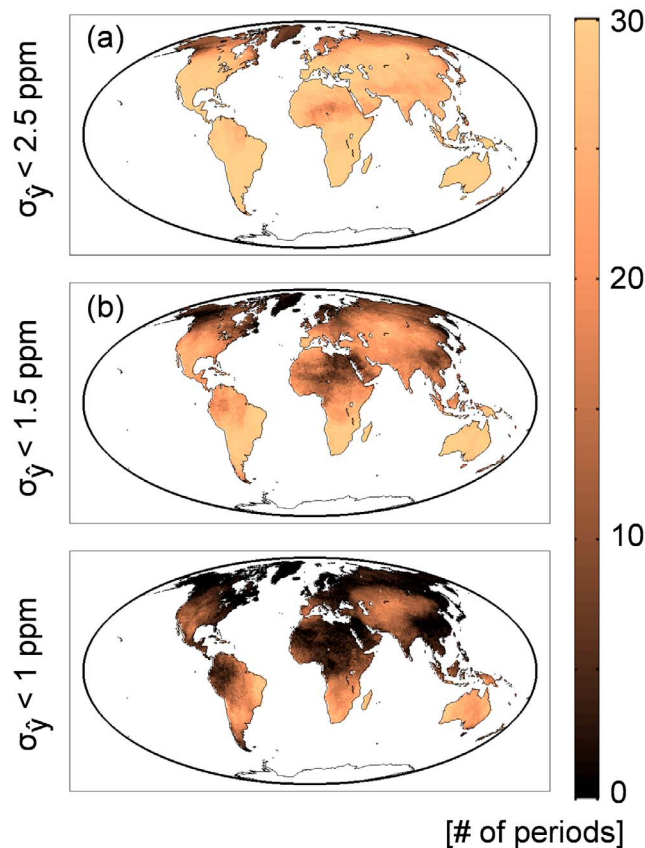 (a)
σŷ < 2.5 ppm
(b)
σŷ < 1.5 ppm
σŷ < 1 ppm
30
20
10
0
[# of periods]